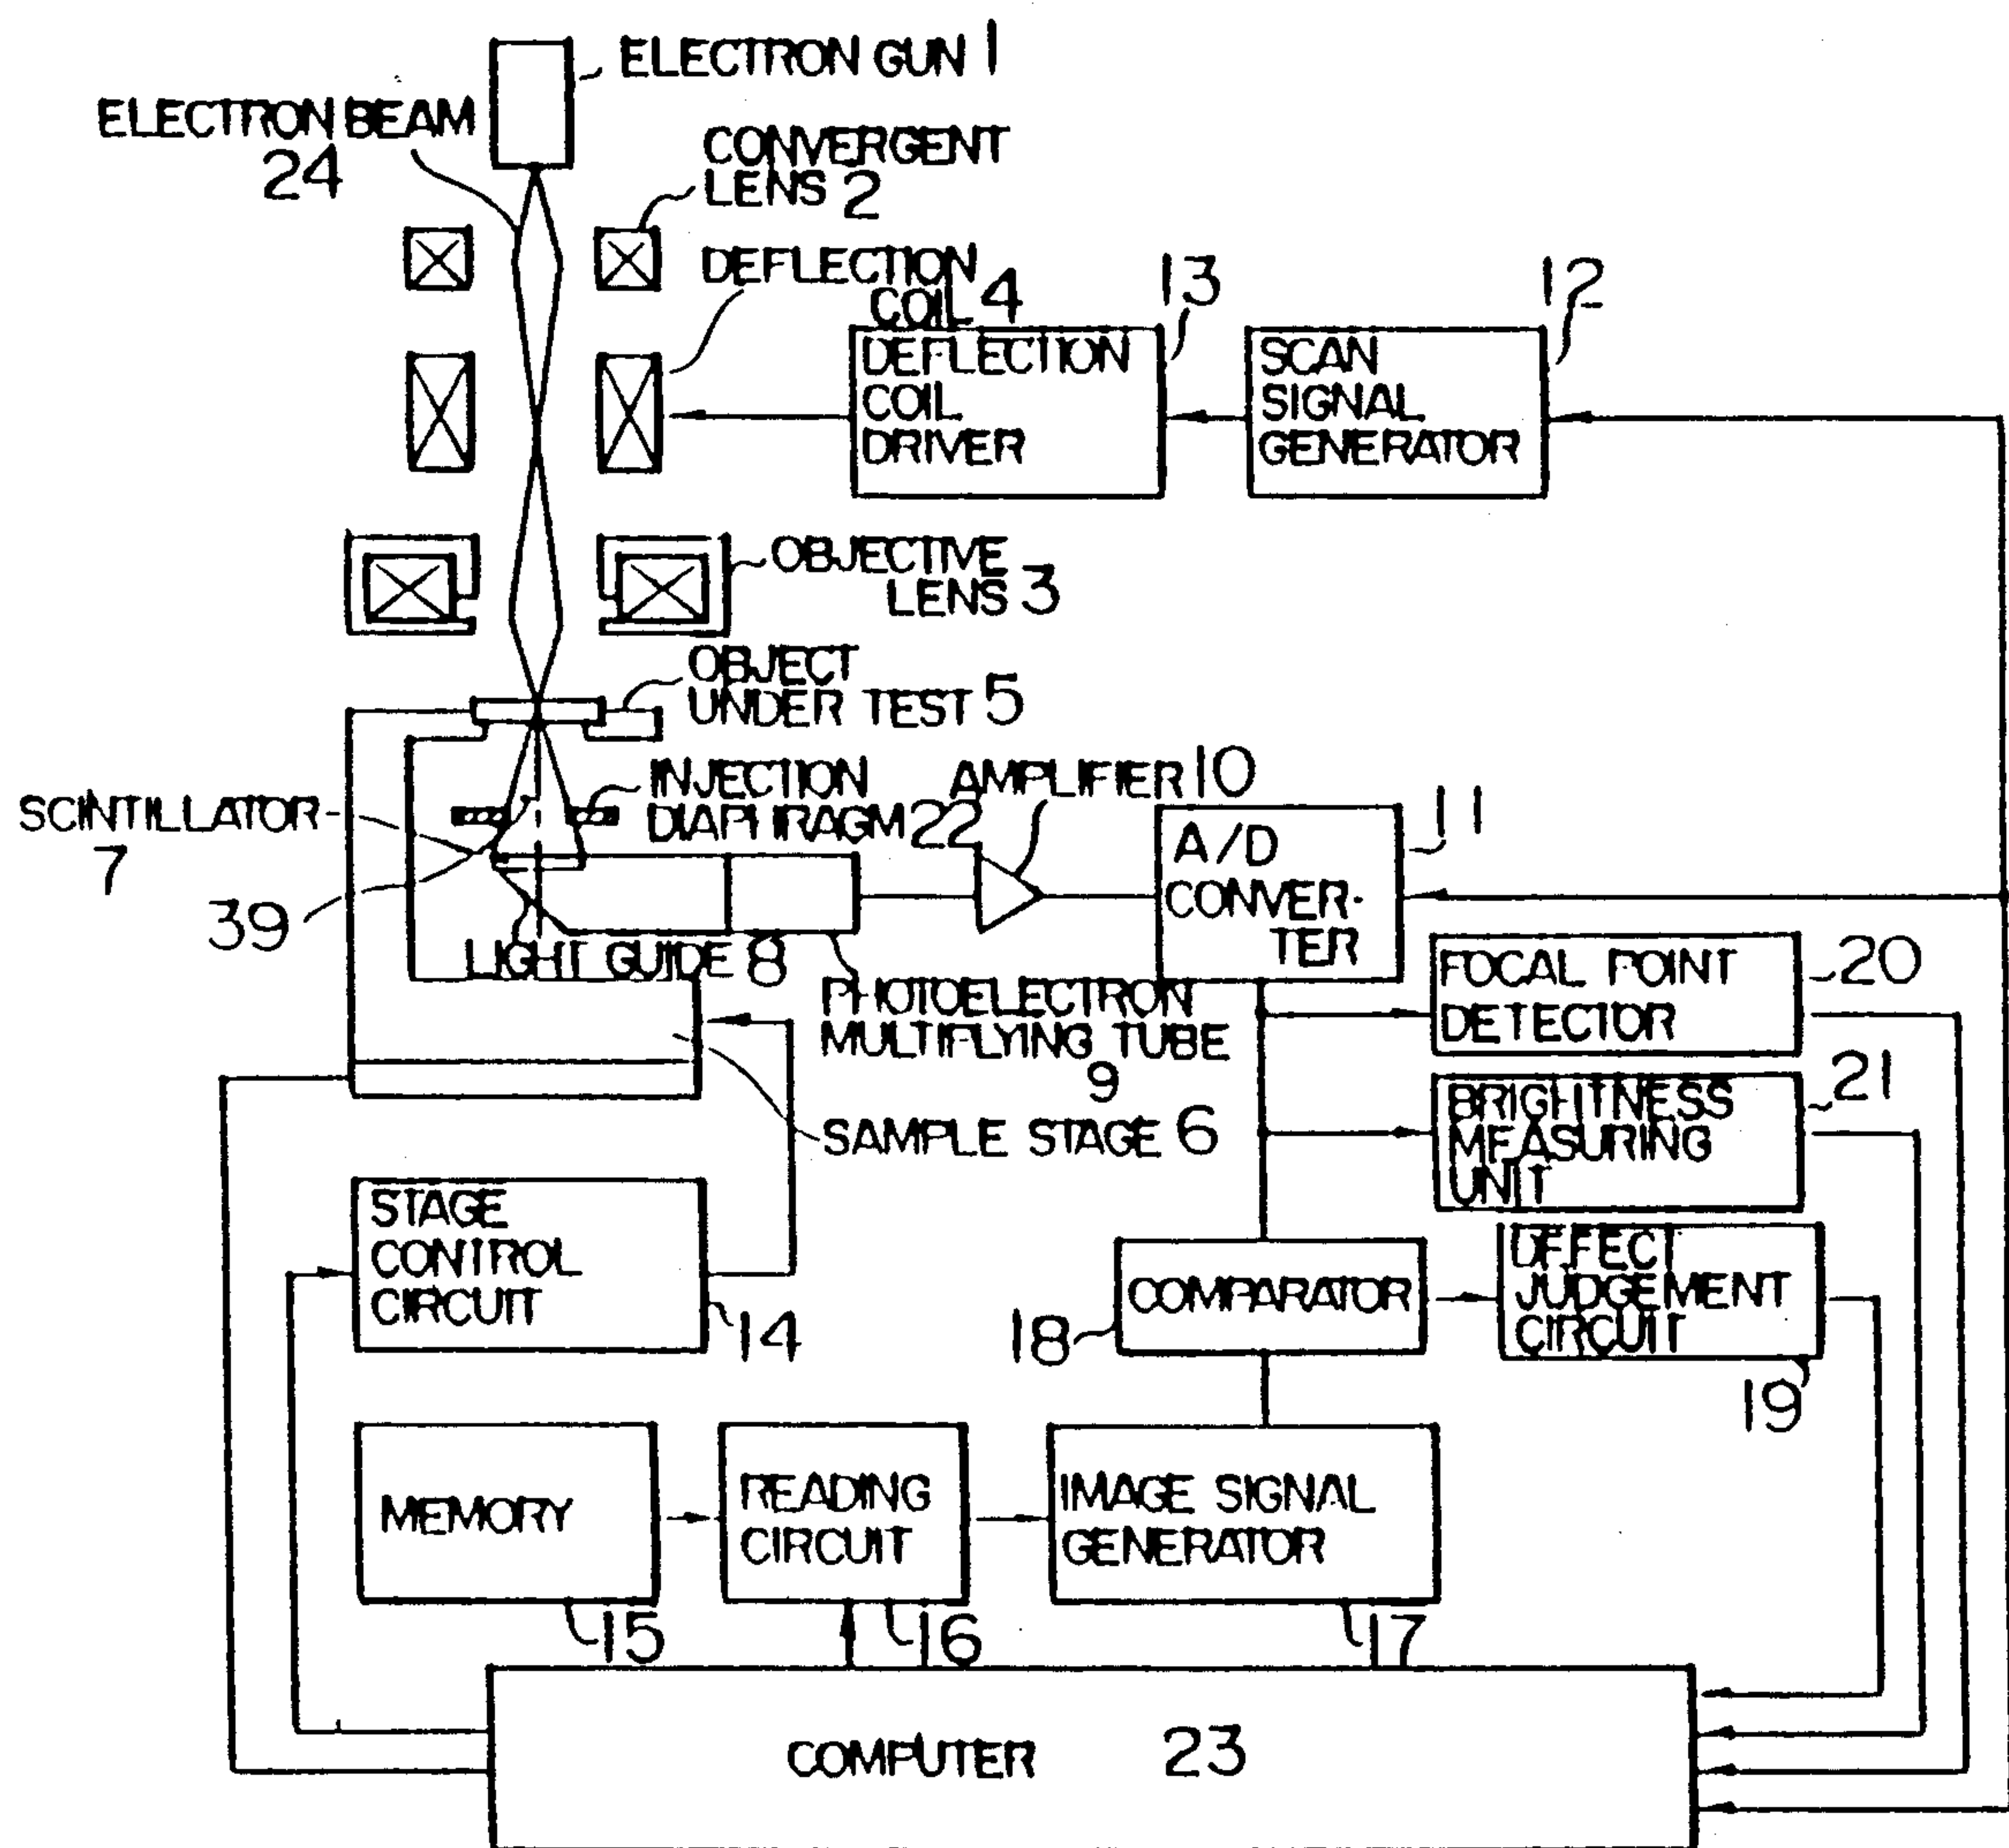 ELECTRON GUN 1
ELECTRON BEAM
24
CONVERGENT
LENS 2
DEFLECTION
COIL 4
13
12
DEFLECTION
COIL
DRIVER
SCAN
SIGNAL
GENERATOR
OBJECTIVE
LENS 3
OBJECT
UNDER TEST 5
INJECTION
DIAPHRAGM 22
AMPLIFIER 10
SCINTILLATOR
7
39
A/D
CONVER-
TER
11
LIGHT GUIDE 8
PHOTOELECTRON
MULTIPLYING TUBE
9
FOCAL POINT
DETECTOR
20
BRIGHTNESS
MEASURING
UNIT
21
SAMPLE STAGE 6
STAGE
CONTROL
CIRCUIT
14
COMPARATOR
18
DEFECT
JUDGEMENT
CIRCUIT
19
MEMORY
15
READING
CIRCUIT
16
IMAGE SIGNAL
GENERATOR
17
COMPUTER 23